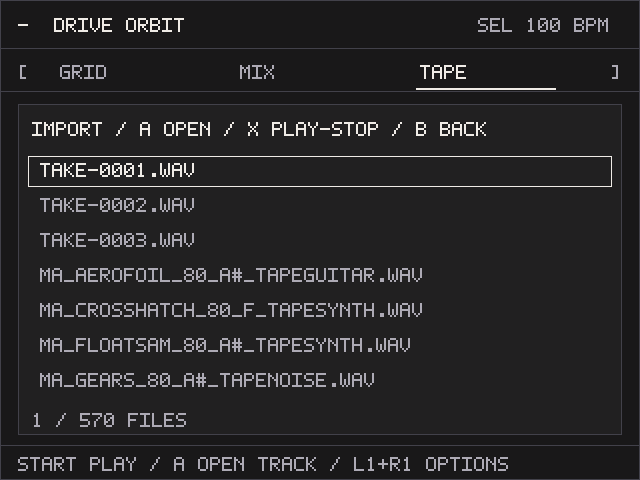 — DRIVE ORBIT SEL 100 BPM
[ GRID MIX TAPE ]
IMPORT / A OPEN / X PLAY-STOP / B BACK
TAKE-0001.WAV
TAKE-0002.WAV
TAKE-0003.WAV
MA_AEROFOIL_80_A#_TAPEGUITAR.WAV
MA_CROSSHATCH_80_F_TAPESYNTH.WAV
MA_FLOATSAM_80_A#_TAPESYNTH.WAV
MA_GEARS_80_A#_TAPENOISE.WAV
1 / 570 FILES
START PLAY / A OPEN TRACK / L1+R1 OPTIONS